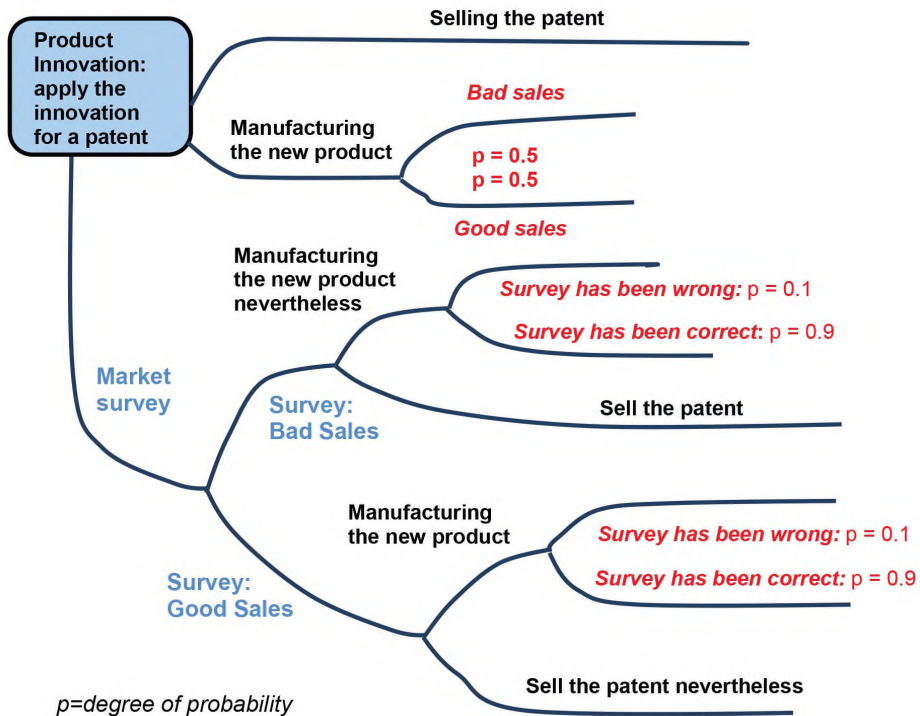 Product
Innovation:
apply the
innovation
for a patent
Selling the patent
Manufacturing
the new product
Bad sales
p = 0.5
p = 0.5
Good sales
Market
survey
Survey:
Bad Sales
Manufacturing
the new product
nevertheless
Survey has been wrong: p = 0.1
Survey has been correct: p = 0.9
Sell the patent
Survey:
Good Sales
Manufacturing
the new product
Survey has been wrong: p = 0.1
Survey has been correct: p = 0.9
Sell the patent nevertheless
p=degree of probability